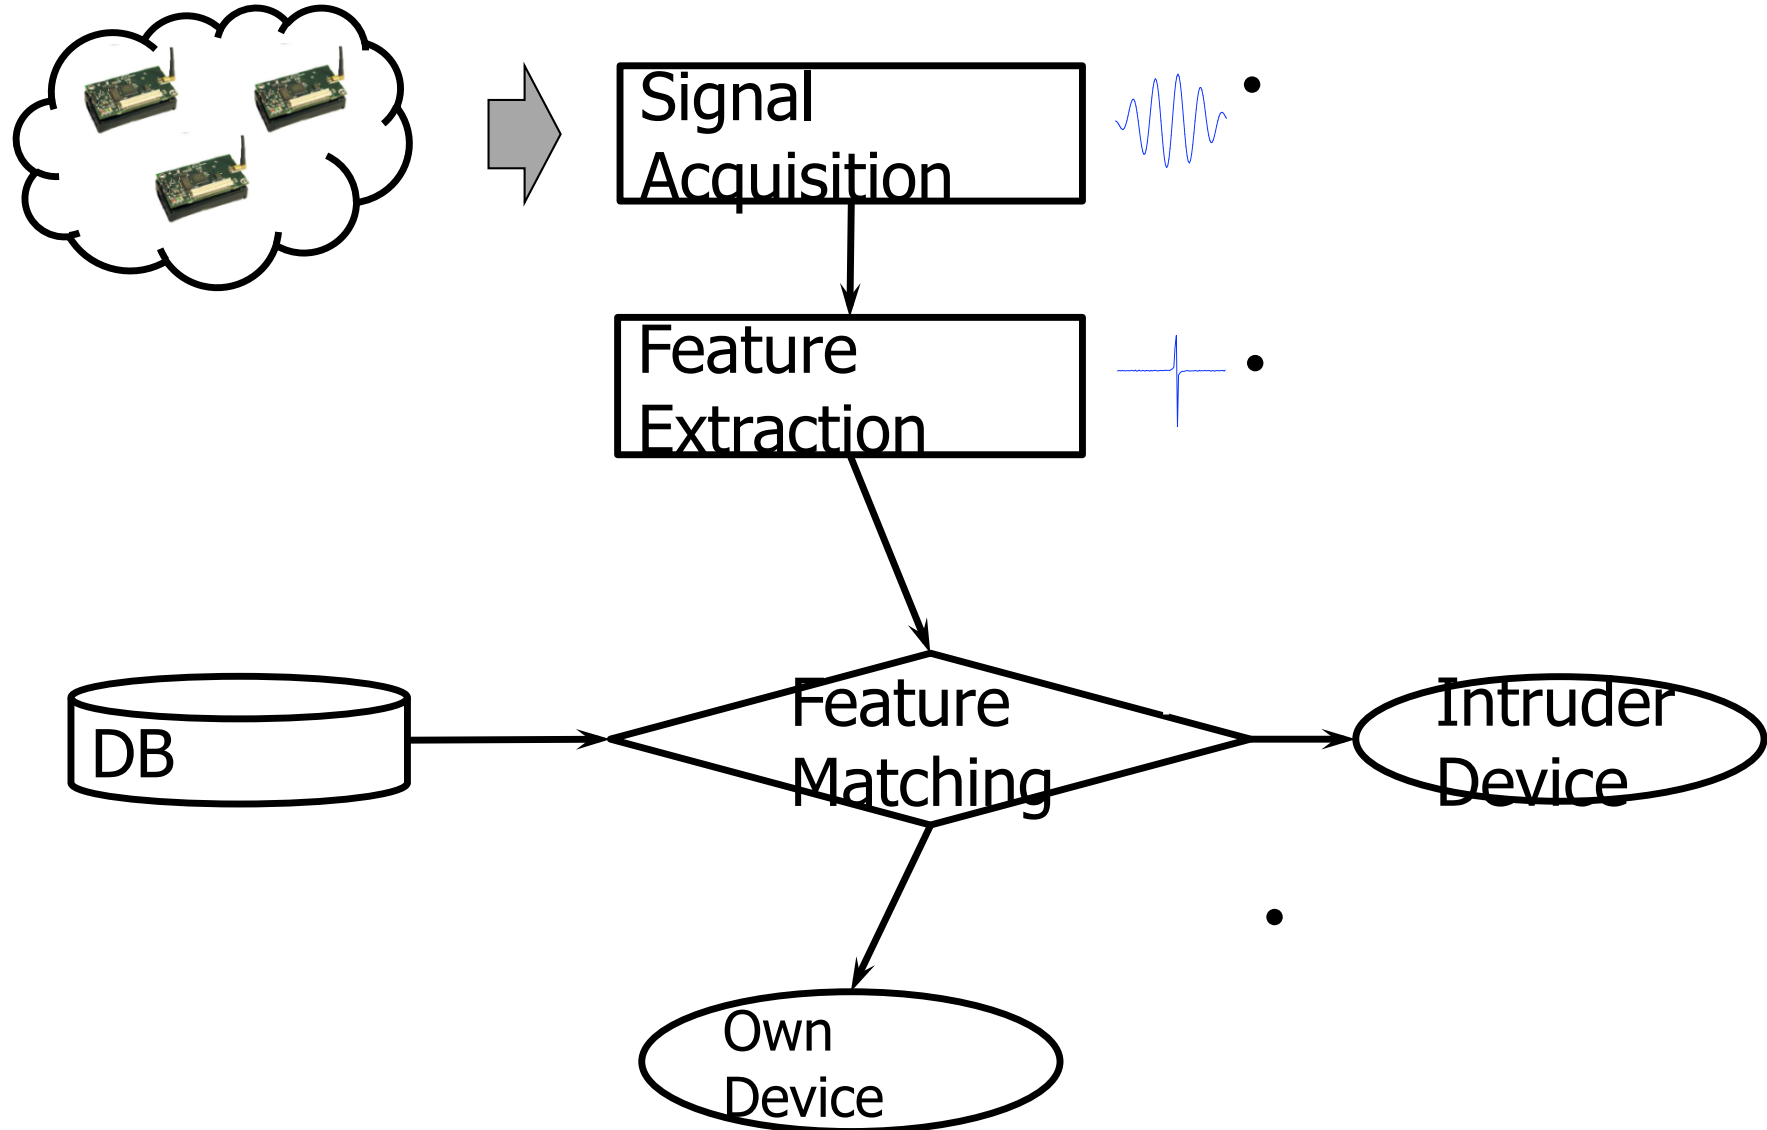 Signal
Acquisition
•
Feature
Extraction
•
DB
Feature
Matching
Intruder
Device
•
Own
Device